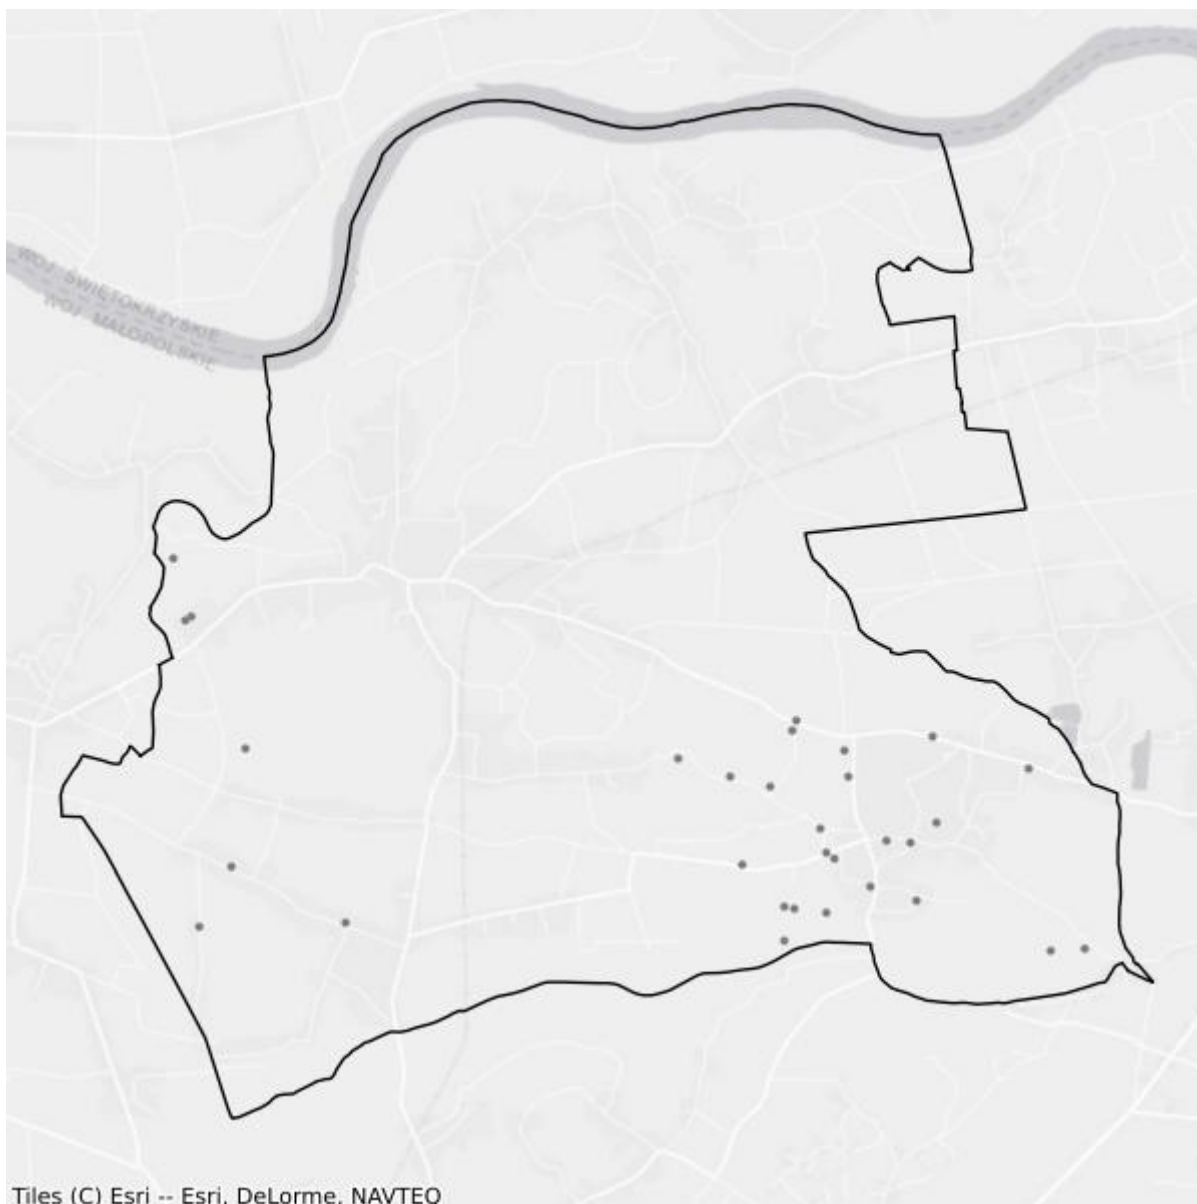 WOJ. ŚWIĘTOKRZYSKIE
WOJ. MAŁOPOLSKIE
Tiles (C) Esri -- Esri, DeLorme, NAVTEQ